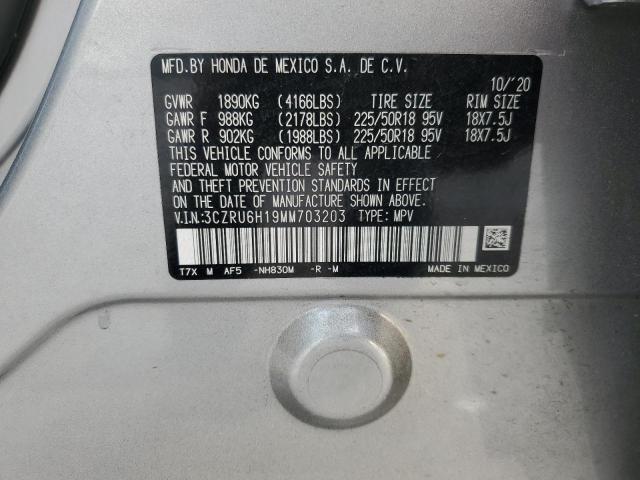 MFD.BY HONDA DE MEXICO S.A. DE C.V.
10/'20
GVWR 1890KG (4166LBS) TIRE SIZE RIM SIZE
GAWR F 988KG (2178LBS) 225/50R18 95V 18X7.5J
GAWR R 902KG (1988LBS) 225/50R18 95V 18X7.5J
THIS VEHICLE CONFORMS TO ALL APPLICABLE
FEDERAL MOTOR VEHICLE SAFETY
AND THEFT PREVENTION STANDARDS IN EFFECT
ON THE DATE OF MANUFACTURE SHOWN ABOVE.
V.I.N:3CZRU6H19MM703203 TYPE: MPV
T7X M AF5 -NH830M -R -M MADE IN MEXICO